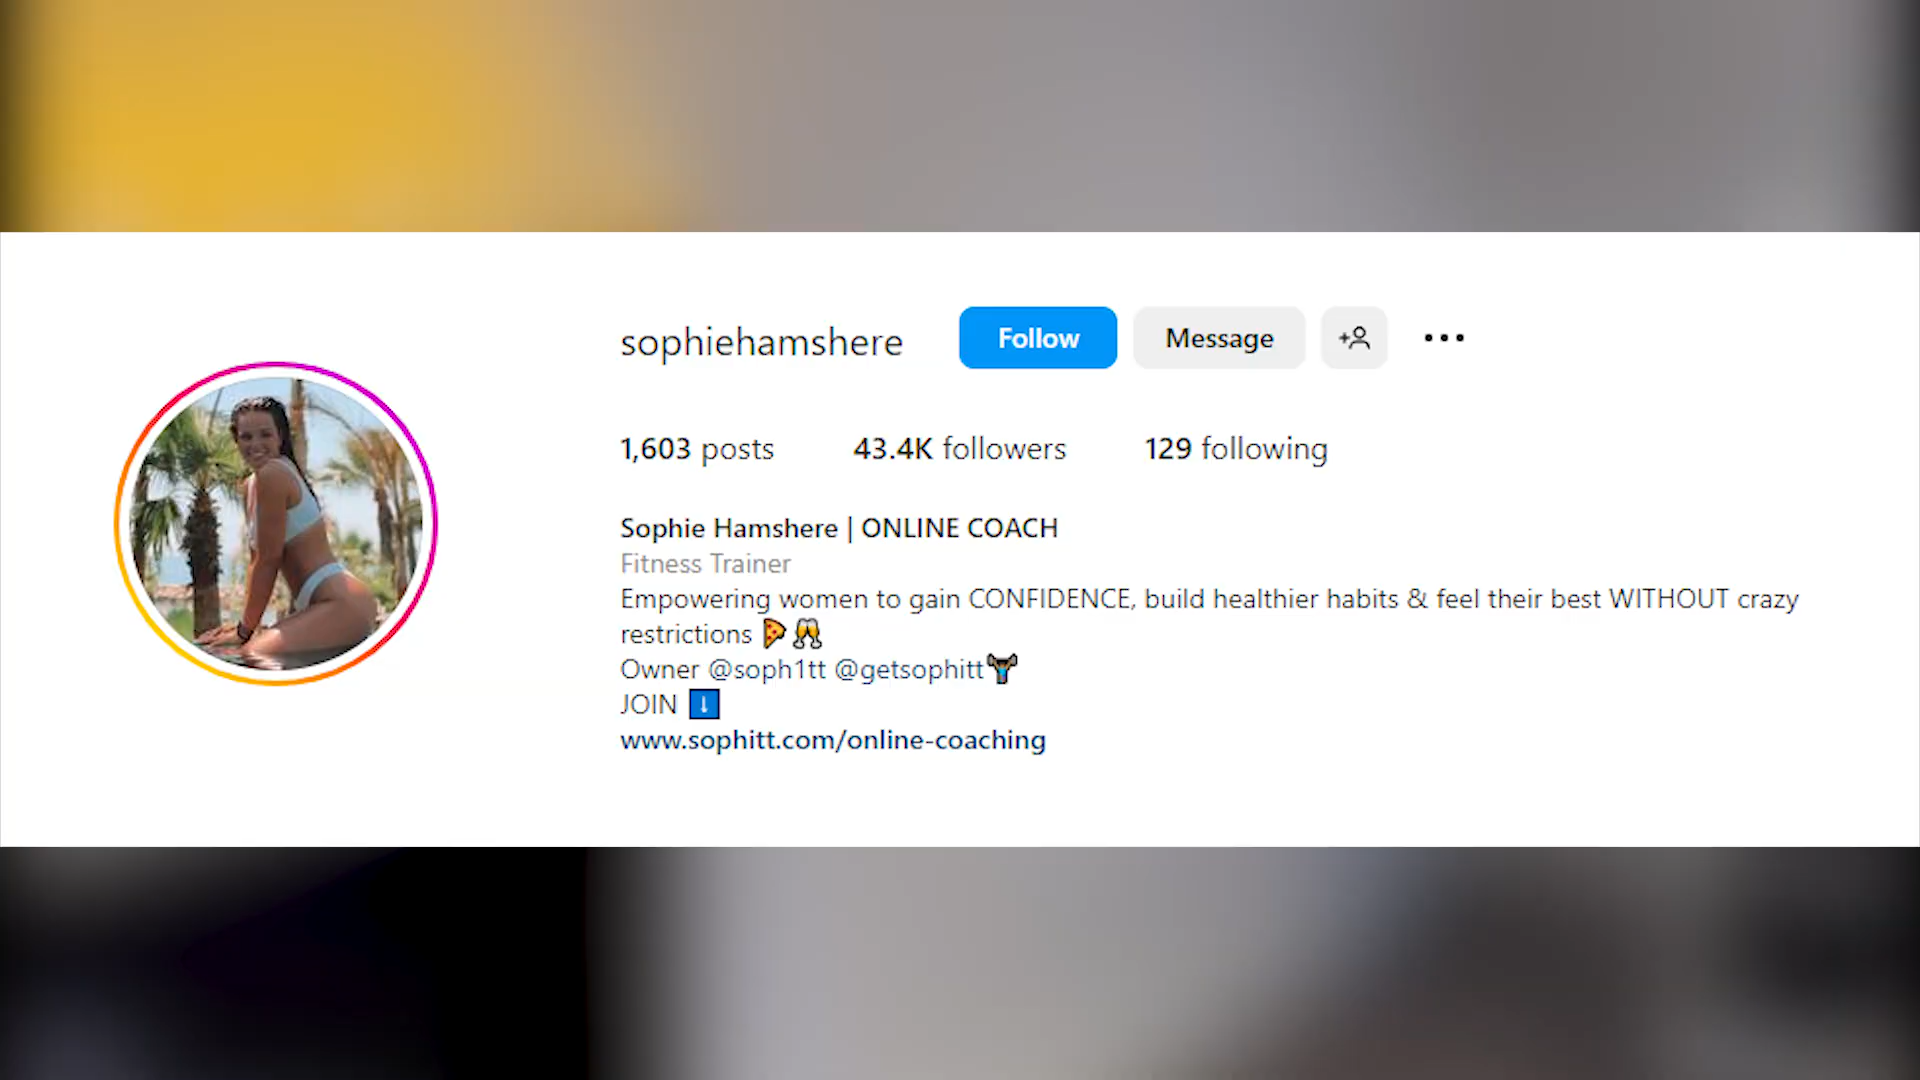 sophiehamshere Follow Message
1,603 posts 43.4K followers 129 following
Sophie Hamshere | ONLINE COACH
Fitness Trainer
Empowering women to gain CONFIDENCE, build healthier habits & feel their best WITHOUT crazy
restrictions 🍕🥂
Owner @soph1tt @getsophitt🏋🏾
JOIN ⬇️
www.sophitt.com/online-coaching